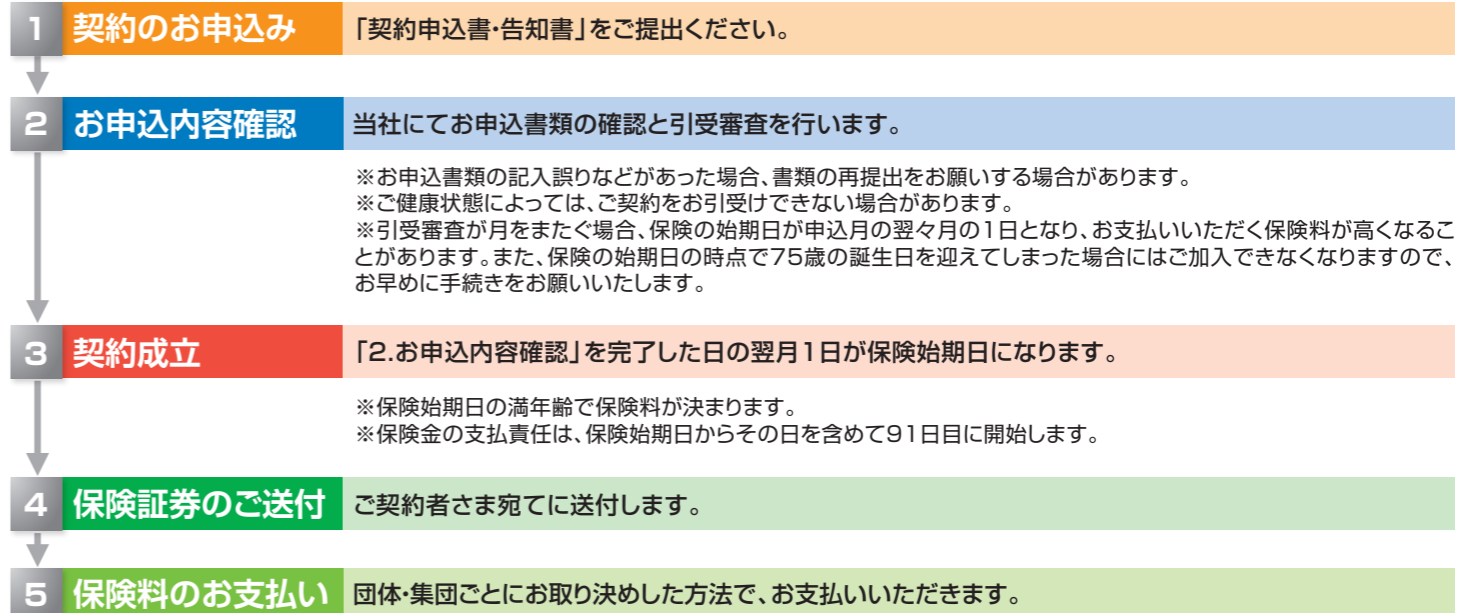 1 契約のお申込み 「契約申込書・告知書」をご提出ください。
2 お申込内容確認 当社にてお申込書類の確認と引受審査を行います。
※お申込書類の記入誤りなどがあった場合、書類の再提出をお願いする場合があります。
※ご健康状態によっては、ご契約をお引受けできない場合があります。
※引受審査が月をまたぐ場合、保険の始期日が申込月の翌々月の1日となり、お支払いいただく保険料が高くなるこ
とがあります。また、保険の始期日の時点で75歳の誕生日を迎えてしまった場合にはご加入できなくなりますので、
お早めに手続きをお願いいたします。
3 契約成立 「2.お申込内容確認」を完了した日の翌月1日が保険始期日になります。
※保険始期日の満年齢で保険料が決まります。
※保険金の支払責任は、保険始期日からその日を含めて91日目に開始します。
4 保険証券のご送付 ご契約者さま宛てに送付します。
5 保険料のお支払い 団体・集団ごとにお取り決めした方法で、お支払いいただきます。